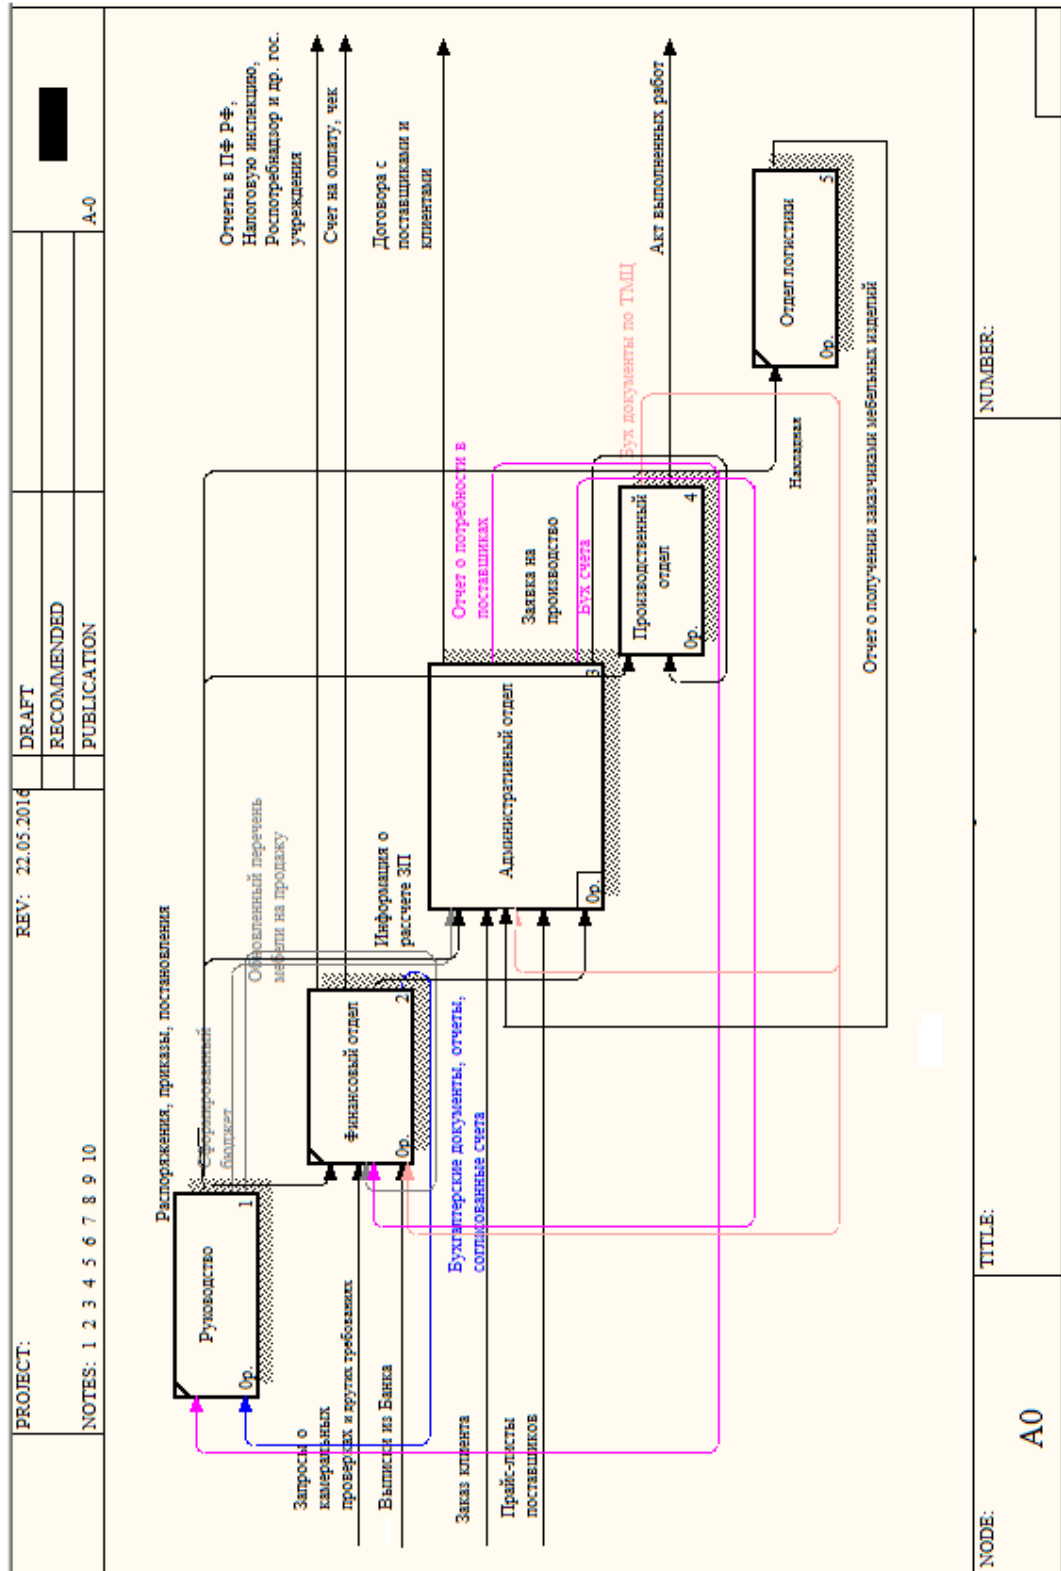 PROJECT:
NOTES: 1 2 3 4 5 6 7 8 9 10
REV: 22.05.2016
DRAFT
RECOMMENDED
PUBLICATION
A-0
Распоряжения, приказы, постановления
Сформированный
бюджет
Обновленный перечень
мебели на продажу
Руководство
0р.
1
Отчеты в ПФ РФ,
Налоговую инспекцию,
Роспотребнадзор и др. гос.
учреждения
Счет на оплату, чек
Договора с
поставщиками и
клиентами
Запросы о
камеральных
проверках и других требованиях
Выписки из Банка
Финансовый отдел
0р.
2
Информация о
рассчете ЗП
Бухгалтерские документы, отчеты,
согласованные счета
Заказ клиента
Прайс-листы
поставщиков
Административный отдел
0р.
3
Отчет о потребности в
поставщиках
Заявка на
производство
Бух счета
Бух документы по ТМЦ
Акт выполненных работ
Производственный
отдел
0р.
4
Накладная
Отдел логистики
0р.
5
Отчет о получении заказчиками мебельных изделий
NODE:
A0
TITLE:
NUMBER: